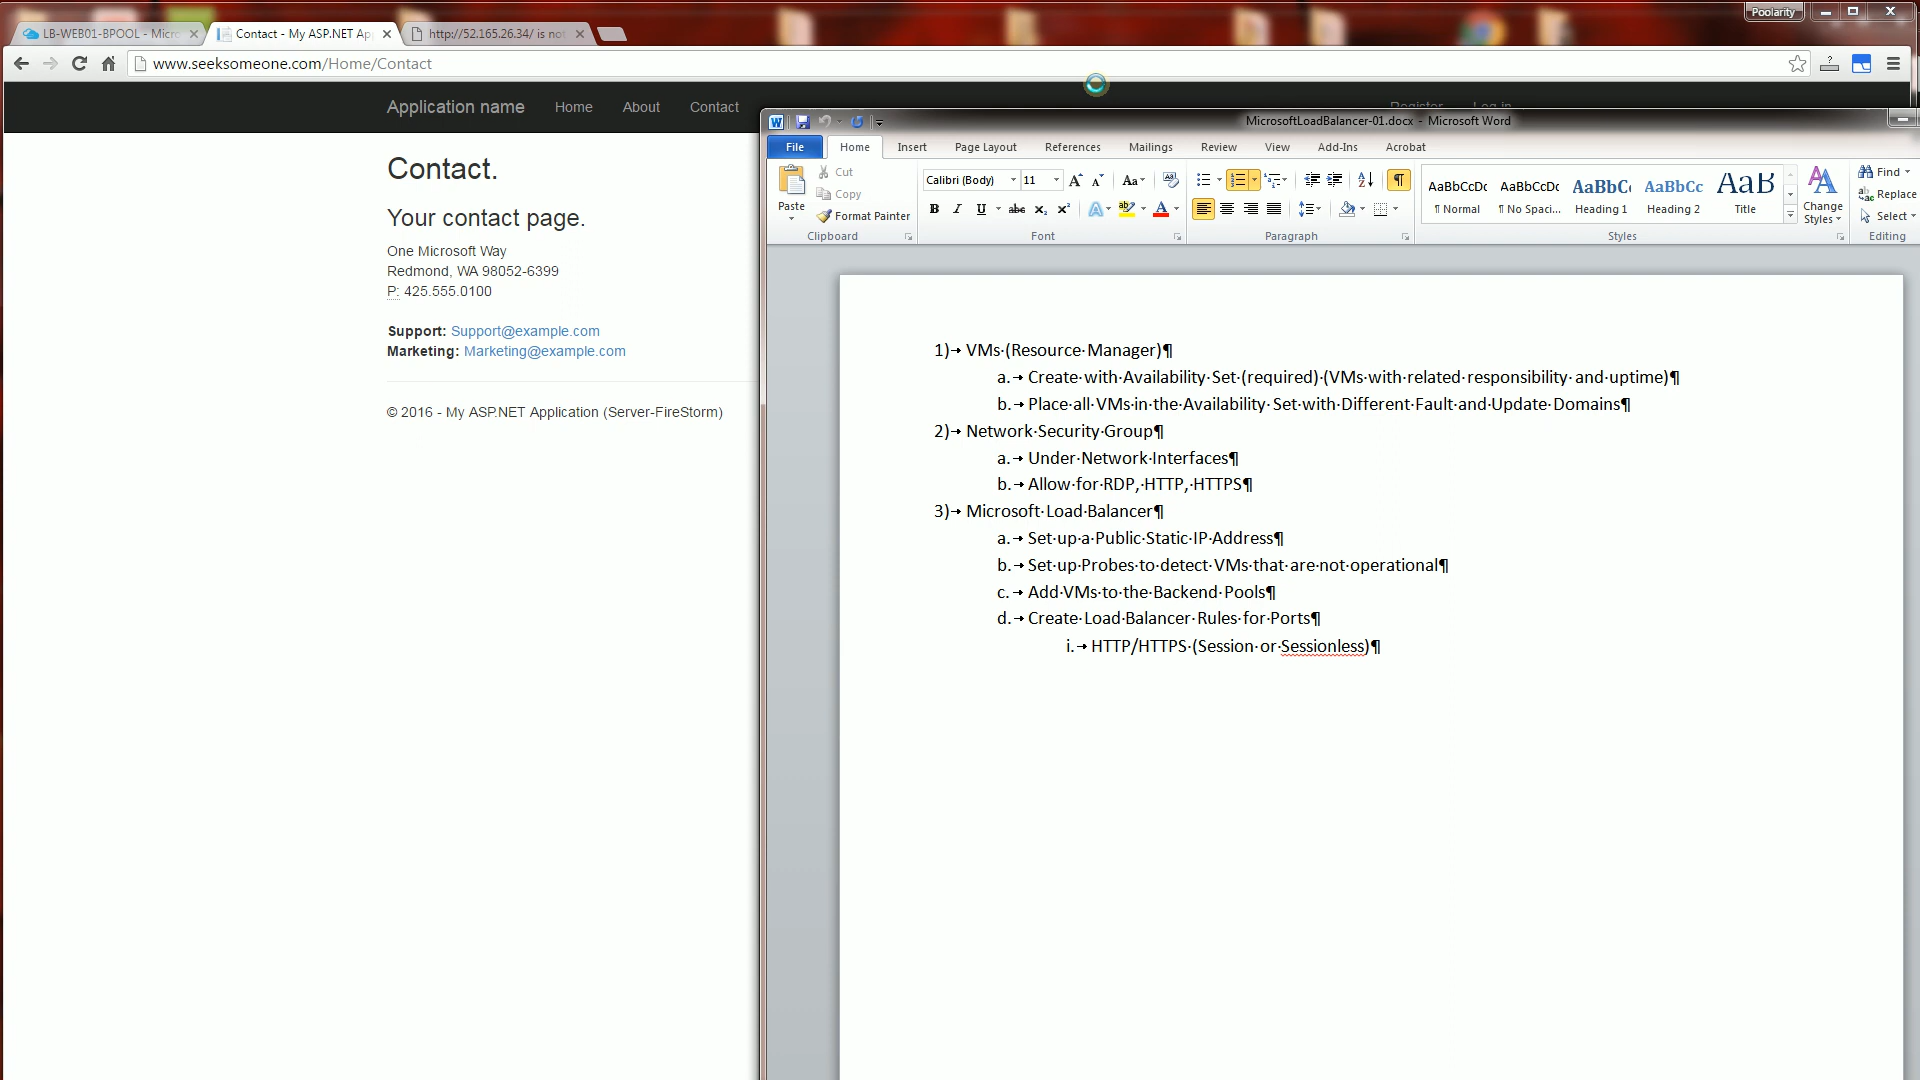 Poolarity
LB-WEB01-BPOOL - Micro
Contact - My ASP.NET Ap
http://52.165.26.34/ is not
www.seeksomeone.com/Home/Contact
Application name Home About Contact
Register Log in
Contact.
Your contact page.
One Microsoft Way
Redmond, WA 98052-6399
P: 425.555.0100
Support: Support@example.com
Marketing: Marketing@example.com
© 2016 - My ASP.NET Application (Server-FireStorm)
MicrosoftLoadBalancer-01.docx - Microsoft Word
File Home Insert Page Layout References Mailings Review View Add-Ins Acrobat
Paste
Cut
Copy
Format Painter
Clipboard
Calibri (Body) 11
Font
Paragraph
AaBbCcDc AaBbCcDc AaBbC AaBbCc AaB
¶ Normal ¶ No Spaci... Heading 1 Heading 2 Title
Change
Styles
Styles
Find
Replace
Select
Editing
1)→ VMs·(Resource·Manager)¶
a.→ Create·with·Availability·Set·(required)·(VMs·with·related·responsibility·and·uptime)¶
b.→ Place·all·VMs·in·the·Availability·Set·with·Different·Fault·and·Update·Domains¶
2)→ Network·Security·Group¶
a.→ Under·Network·Interfaces¶
b.→ Allow·for·RDP,·HTTP,·HTTPS¶
3)→ Microsoft·Load·Balancer¶
a.→ Set·up·a·Public·Static·IP·Address¶
b.→ Set·up·Probes·to·detect·VMs·that·are·not·operational¶
c.→ Add·VMs·to·the·Backend·Pools¶
d.→ Create·Load·Balancer·Rules·for·Ports¶
i.→ HTTP/HTTPS·(Session·or·Sessionless)¶